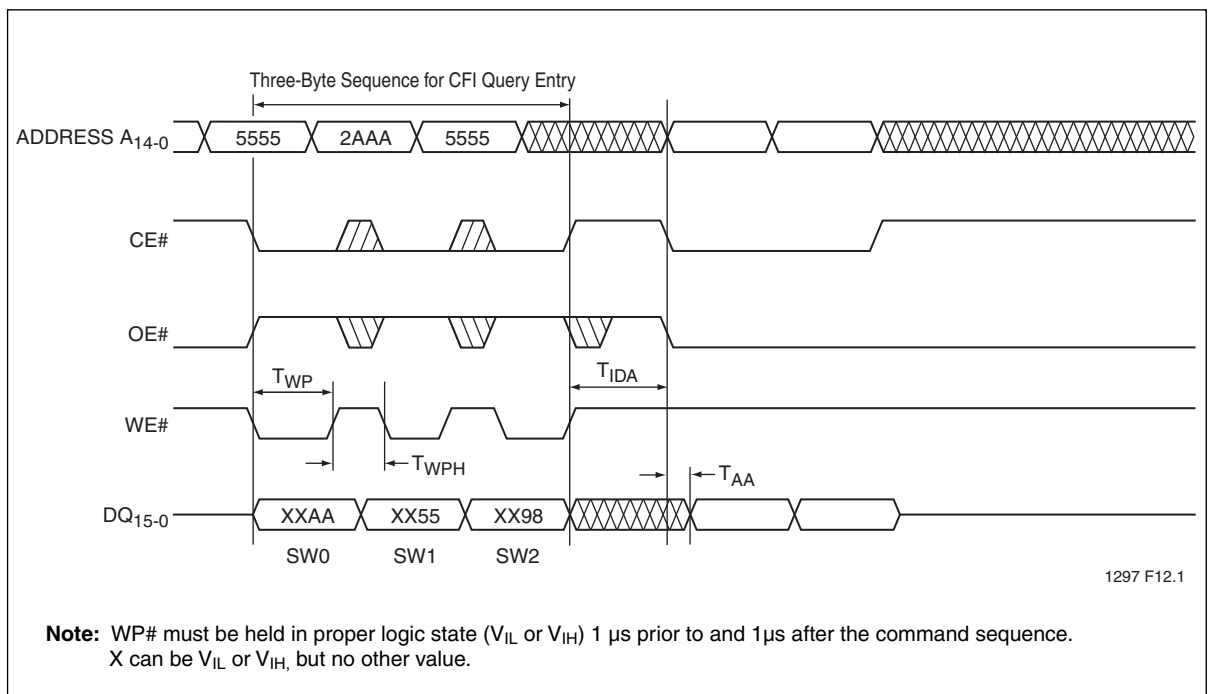 Three-Byte Sequence for CFI Query Entry
ADDRESS A14-0
5555 2AAA 5555
CE#
OE#
TWP TIDA
WE#
TWPH
TAA
DQ15-0
XXAA XX55 XX98
SW0 SW1 SW2
1297 F12.1
Note: WP# must be held in proper logic state (VIL or VIH) 1 µs prior to and 1µs after the command sequence.
X can be VIL or VIH, but no other value.